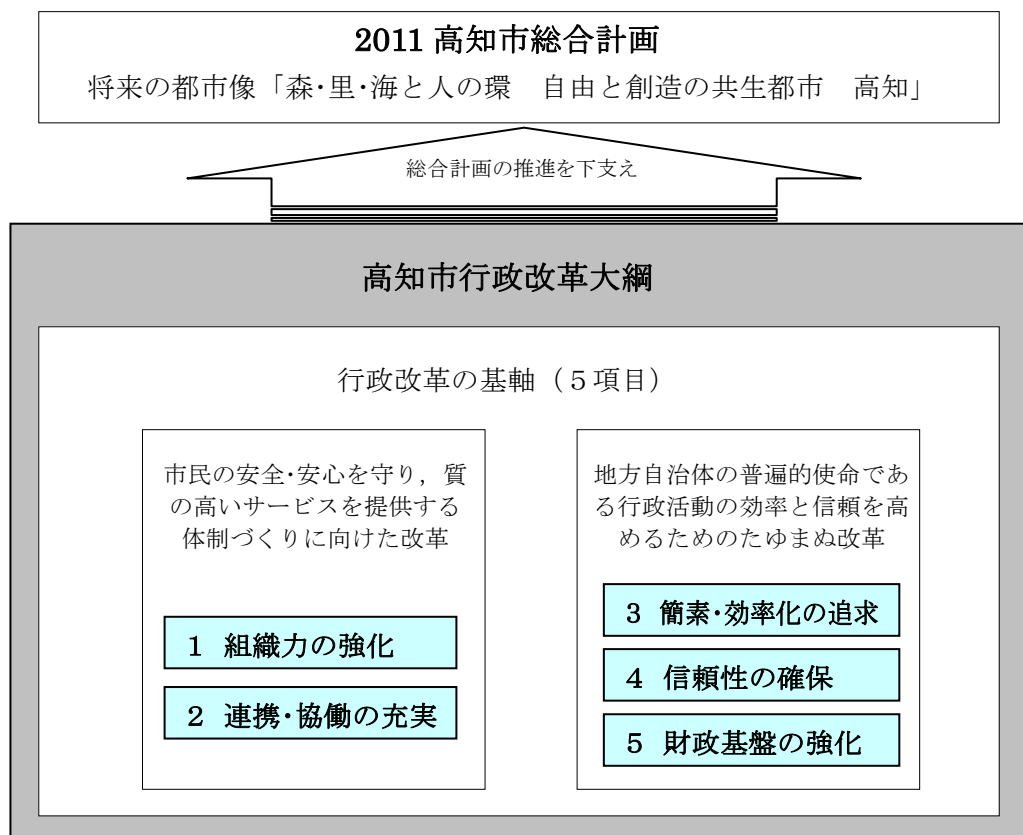 2011 高知市総合計画
将来の都市像「森・里・海と人の環　自由と創造の共生都市　高知」
総合計画の推進を下支え
高知市行政改革大綱
行政改革の基軸（５項目）
市民の安全・安心を守り，質
の高いサービスを提供する
体制づくりに向けた改革
1 組織力の強化
2 連携・協働の充実
地方自治体の普遍的使命であ
る行政活動の効率と信頼を高
めるためのたゆまぬ改革
3 簡素・効率化の追求
4 信頼性の確保
5 財政基盤の強化